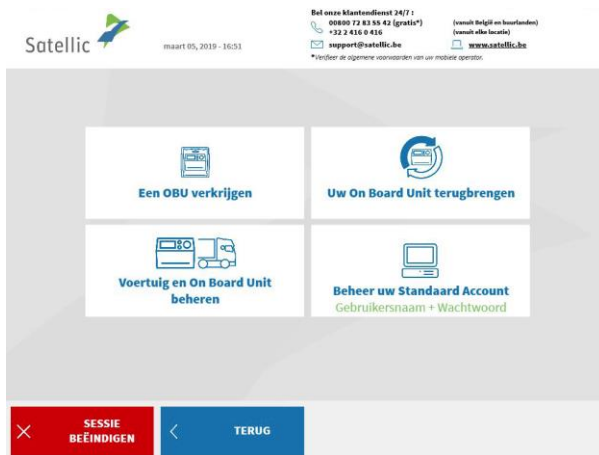 Satellic
maart 05, 2019 - 16:51
Bel onze klantendienst 24/7 :
00800 72 83 55 42 (gratis*) (vanuit België en buurlanden)
+32 2 416 0 416 (vanuit elke locatie)
support@satellic.be www.satellic.be
*Verifieer de algemene voorwaarden van uw mobiele operator.
Een OBU verkrijgen
Uw On Board Unit terugbrengen
Voertuig en On Board Unit
beheren
Beheer uw Standaard Account
Gebruikersnaam + Wachtwoord
SESSIE
BEËINDIGEN
TERUG